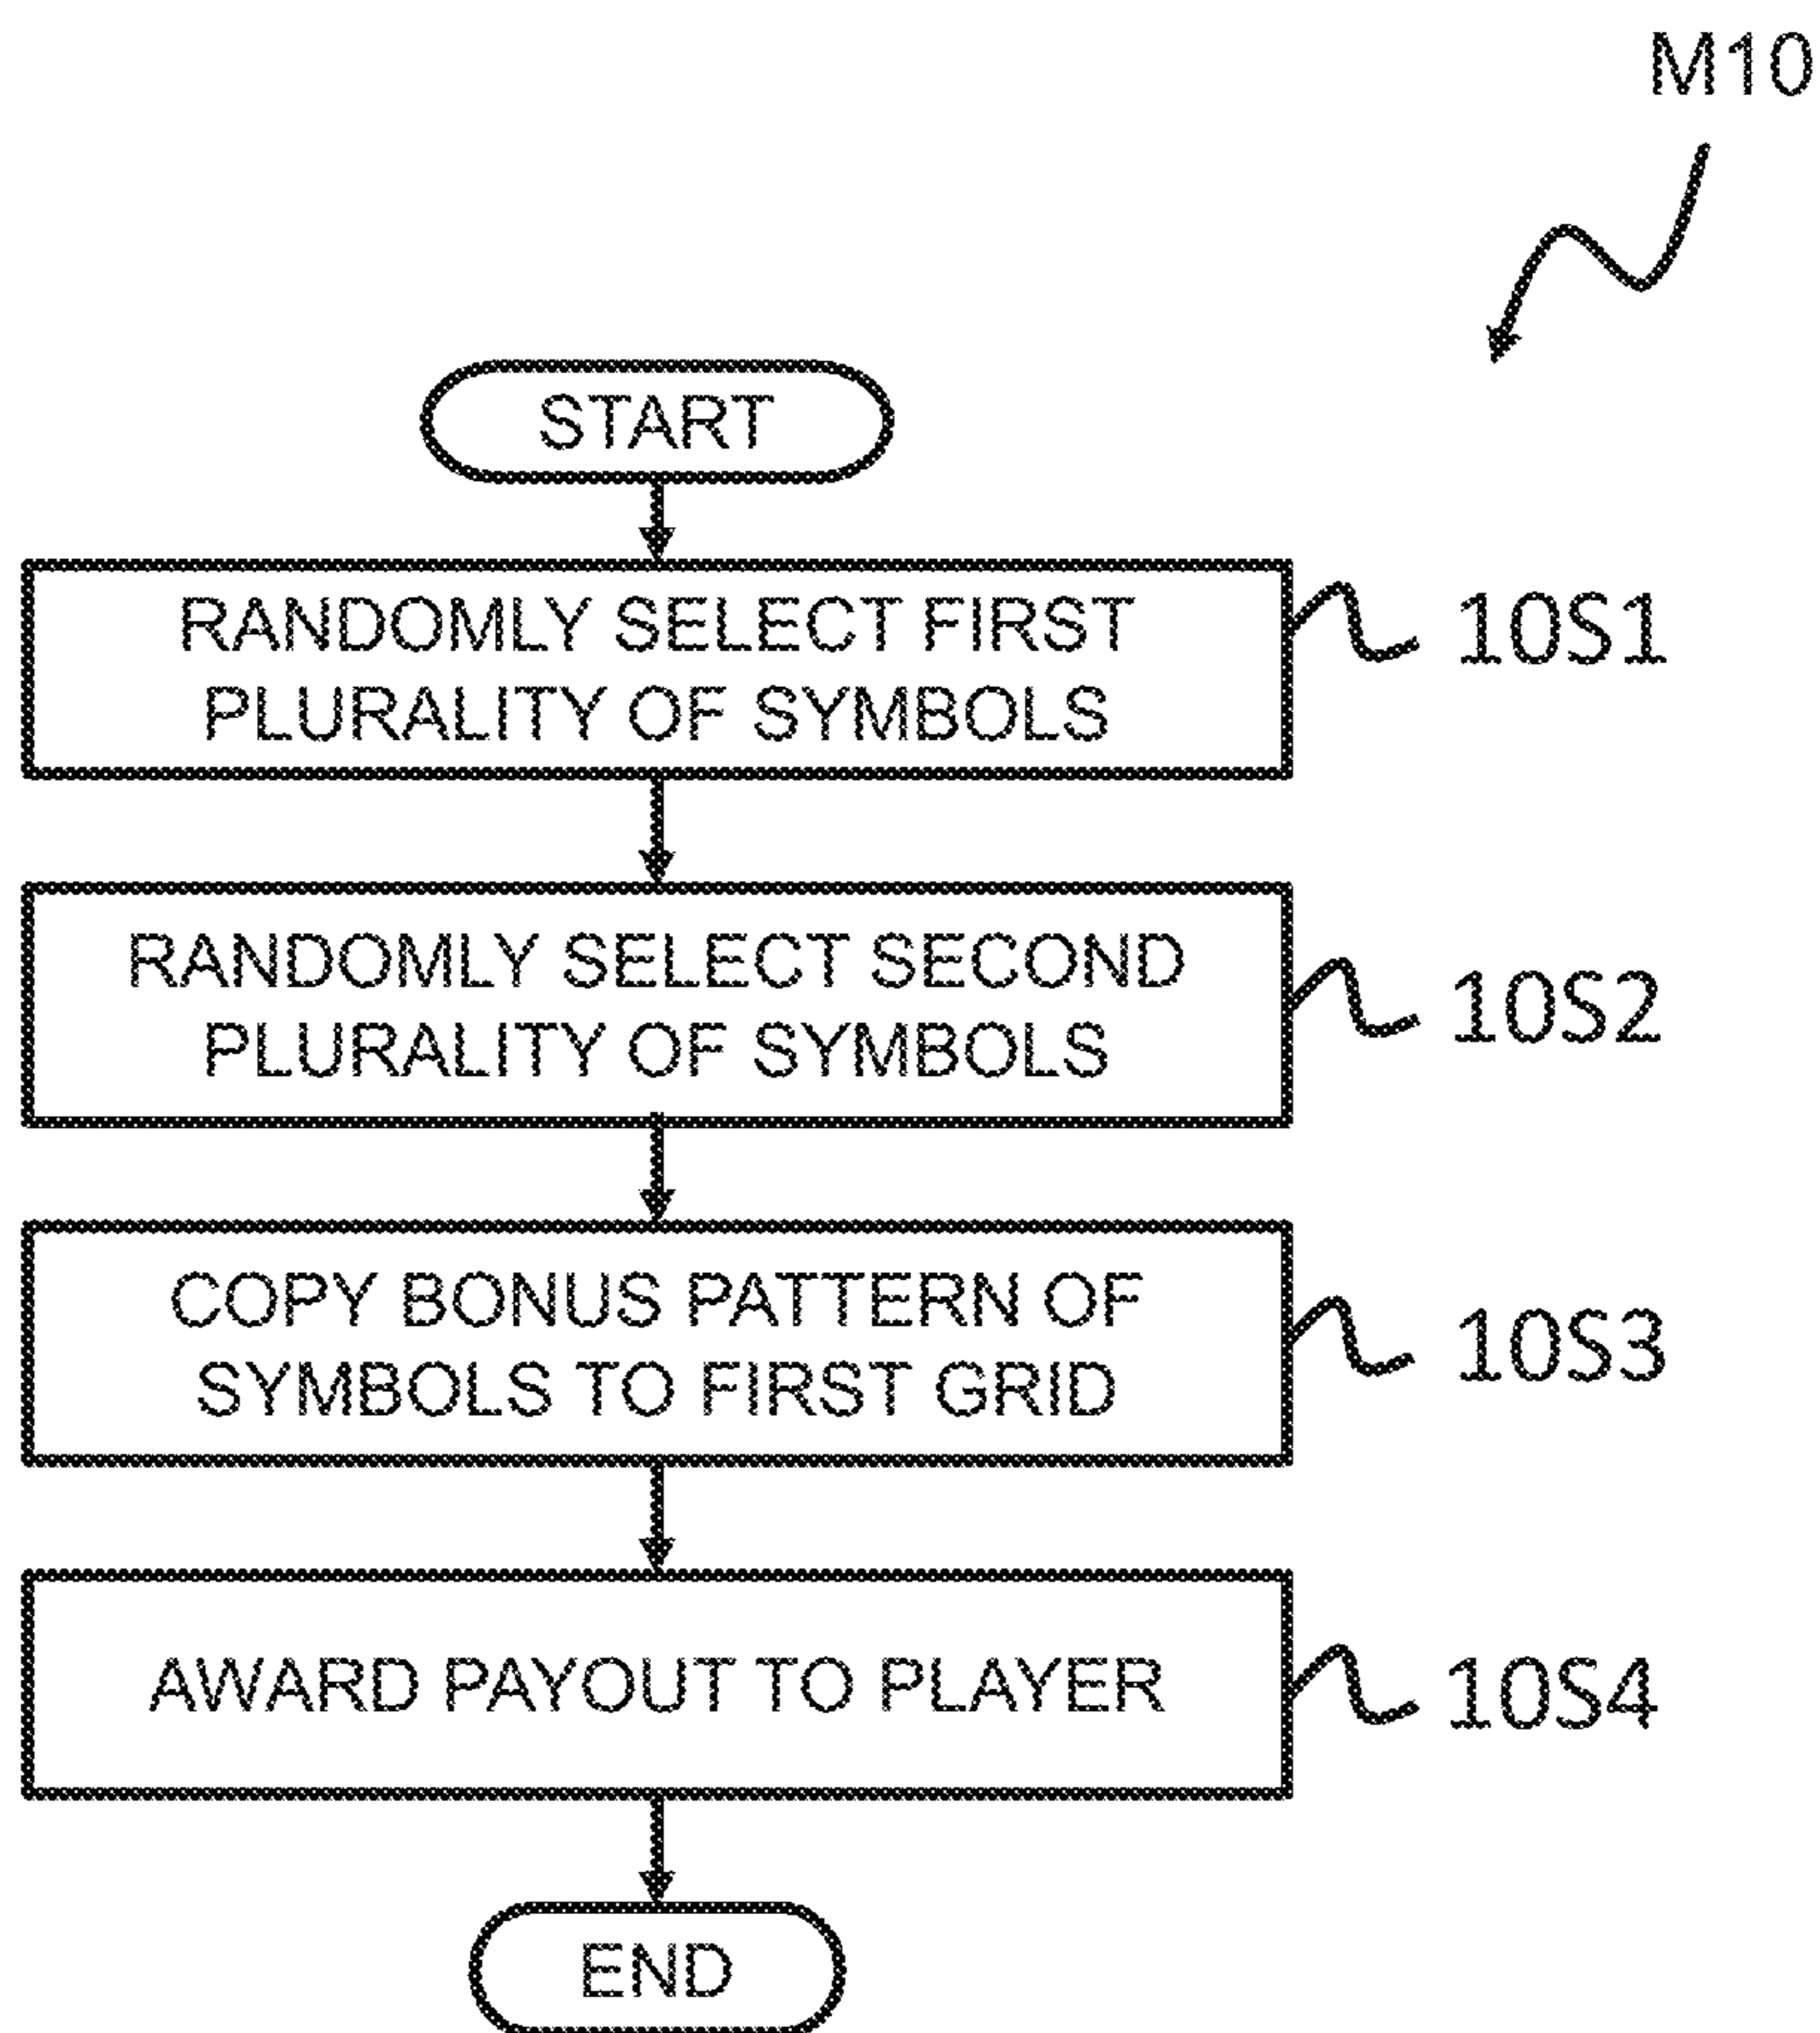 M10
START
RANDOMLY SELECT FIRST
PLURALITY OF SYMBOLS
10S1
RANDOMLY SELECT SECOND
PLURALITY OF SYMBOLS
10S2
COPY BONUS PATTERN OF
SYMBOLS TO FIRST GRID
10S3
AWARD PAYOUT TO PLAYER
10S4
END